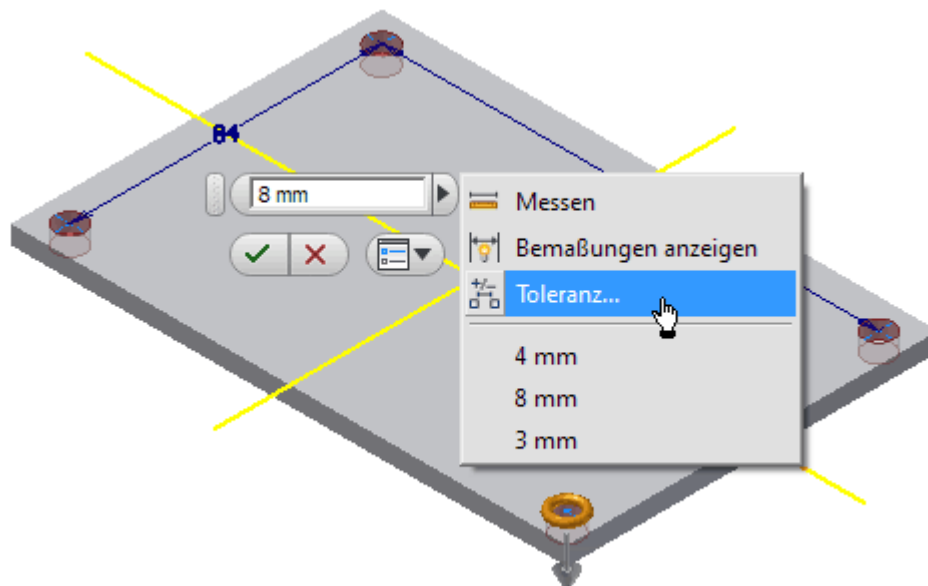 84
8 mm
Messen
Bemaßungen anzeigen
+/-
Toleranz...
4 mm
8 mm
3 mm